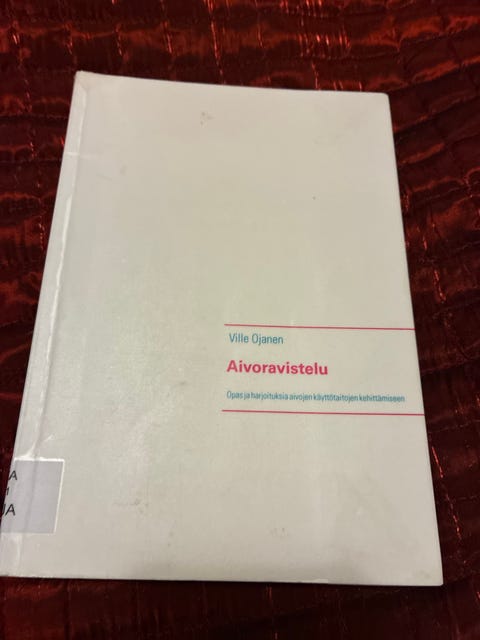 Ville Ojanen
Aivoravistelu
Opas ja harjoituksia aivojen käyttötaitojen kehittämiseen